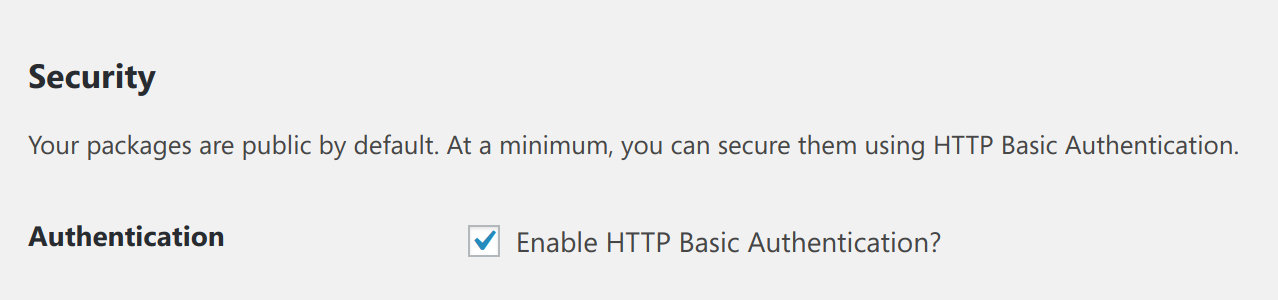 Security
Your packages are public by default. At a minimum, you can secure them using HTTP Basic Authentication.
Authentication
Enable HTTP Basic Authentication?